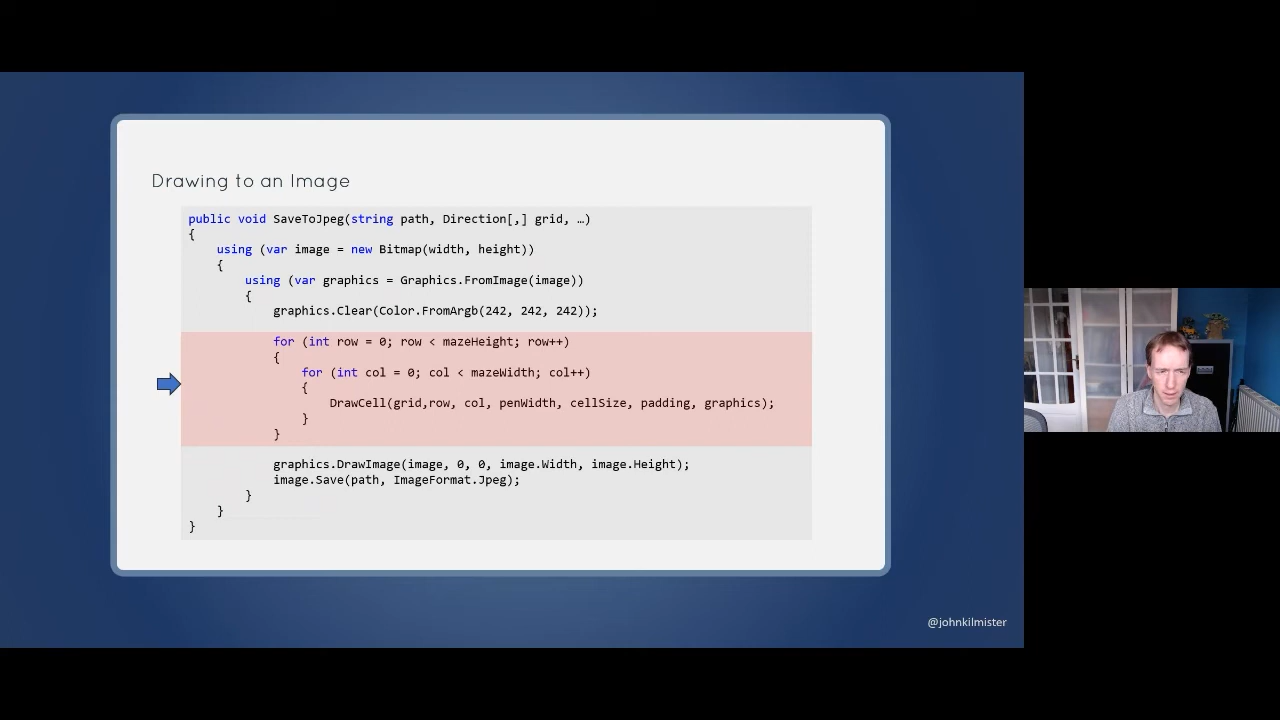 Drawing to an Image
public void SaveToJpeg(string path, Direction[,] grid, …)
{
    using (var image = new Bitmap(width, height))
    {
        using (var graphics = Graphics.FromImage(image))
        {
            graphics.Clear(Color.FromArgb(242, 242, 242));
            for (int row = 0; row < mazeHeight; row++)
            {
                for (int col = 0; col < mazeWidth; col++)
                {
                    DrawCell(grid,row, col, penWidth, cellSize, padding, graphics);
                }
            }
            graphics.DrawImage(image, 0, 0, image.Width, image.Height);
            image.Save(path, ImageFormat.Jpeg);
        }
    }
}
@johnkilmister